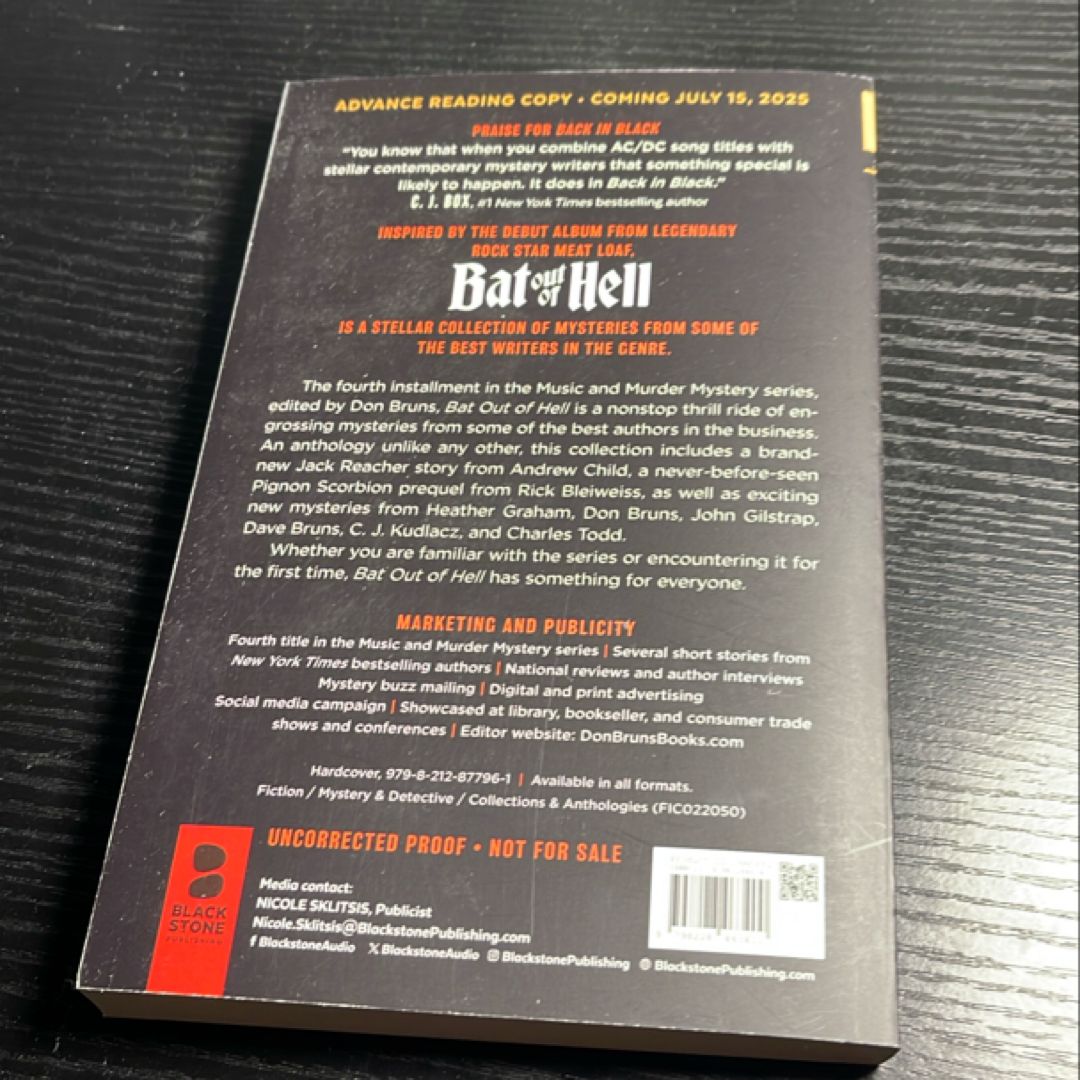 ADVANCE READING COPY • COMING JULY 15, 2025
PRAISE FOR BACK IN BLACK
"You know that when you combine AC/DC song titles with
stellar contemporary mystery writers that something special is
likely to happen. It does in Back in Black."
C. J. BOX, #1 New York Times bestselling author
INSPIRED BY THE DEBUT ALBUM FROM LEGENDARY
ROCK STAR MEAT LOAF,
Bat out of Hell
IS A STELLAR COLLECTION OF MYSTERIES FROM SOME OF
THE BEST WRITERS IN THE GENRE.
The fourth installment in the Music and Murder Mystery series,
edited by Don Bruns, Bat Out of Hell is a nonstop thrill ride of en-
grossing mysteries from some of the best authors in the business.
An anthology unlike any other, this collection includes a brand-
new Jack Reacher story from Andrew Child, a never-before-seen
Pignon Scorbion prequel from Rick Bleiweiss, as well as exciting
new mysteries from Heather Graham, Don Bruns, John Gilstrap,
Dave Bruns, C. J. Kudlacz, and Charles Todd.
Whether you are familiar with the series or encountering it for
the first time, Bat Out of Hell has something for everyone.
MARKETING AND PUBLICITY
Fourth title in the Music and Murder Mystery series | Several short stories from
New York Times bestselling authors | National reviews and author interviews
Mystery buzz mailing | Digital and print advertising
Social media campaign | Showcased at library, bookseller, and consumer trade
shows and conferences | Editor website: DonBrunsBooks.com
Hardcover, 979-8-212-87796-1 | Available in all formats.
Fiction / Mystery & Detective / Collections & Anthologies (FIC022050)
UNCORRECTED PROOF • NOT FOR SALE
BLACK
STONE
PUBLISHING
Media contact:
NICOLE SKLITSIS, Publicist
Nicole.Sklitsis@BlackstonePublishing.com
f BlackstoneAudio X BlackstoneAudio BlackstonePublishing BlackstonePublishing.com